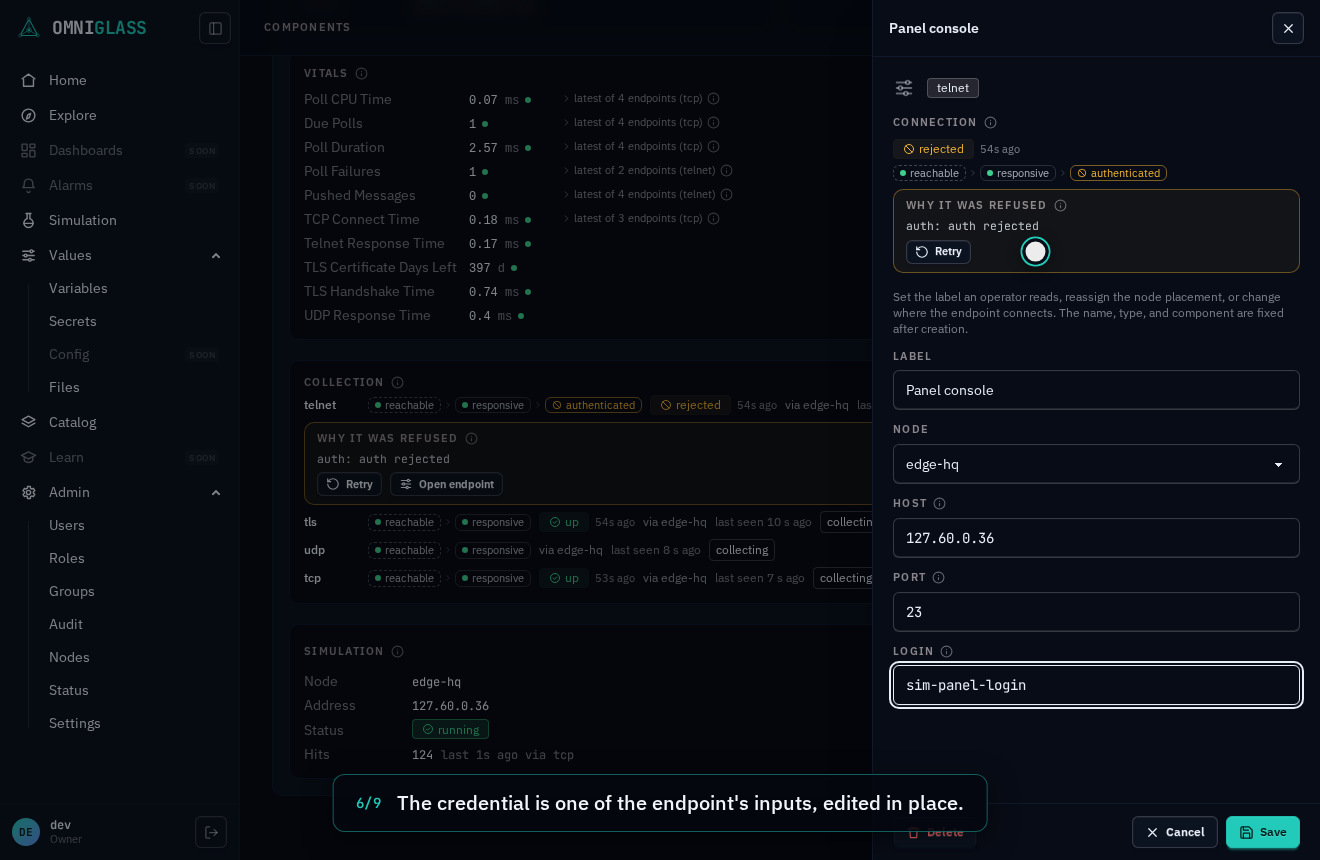 OMNIGLASS
COMPONENTS
Home
Explore
Dashboards SOON
Alarms SOON
Simulation
Values
Variables
Secrets
Config SOON
Files
Catalog
Learn SOON
Admin
Users
Roles
Groups
Audit
Nodes
Status
Settings
DE dev
Owner
VITALS
Poll CPU Time 0.07 ms latest of 4 endpoints (tcp)
Due Polls 1 latest of 4 endpoints (tcp)
Poll Duration 2.57 ms latest of 4 endpoints (tcp)
Poll Failures 1 latest of 2 endpoints (telnet)
Pushed Messages 0 latest of 4 endpoints (telnet)
TCP Connect Time 0.18 ms latest of 3 endpoints (tcp)
Telnet Response Time 0.17 ms
TLS Certificate Days Left 397 d
TLS Handshake Time 0.74 ms
UDP Response Time 0.4 ms
COLLECTION
telnet reachable responsive authenticated rejected 54s ago via edge-hq las
WHY IT WAS REFUSED
auth: auth rejected
Retry Open endpoint
tls reachable responsive up 54s ago via edge-hq last seen 10 s ago collectin
udp reachable responsive via edge-hq last seen 8 s ago collecting
tcp reachable responsive up 53s ago via edge-hq last seen 7 s ago collecting
SIMULATION
Node edge-hq
Address 127.60.0.36
Status running
Hits 124 last 1s ago via tcp
Panel console
telnet
CONNECTION
rejected 54s ago
reachable responsive authenticated
WHY IT WAS REFUSED
auth: auth rejected
Retry
Set the label an operator reads, reassign the node placement, or change
where the endpoint connects. The name, type, and component are fixed
after creation.
LABEL
Panel console
NODE
edge-hq
HOST
127.60.0.36
PORT
23
LOGIN
sim-panel-login
6/9 The credential is one of the endpoint's inputs, edited in place.
Delete Cancel Save